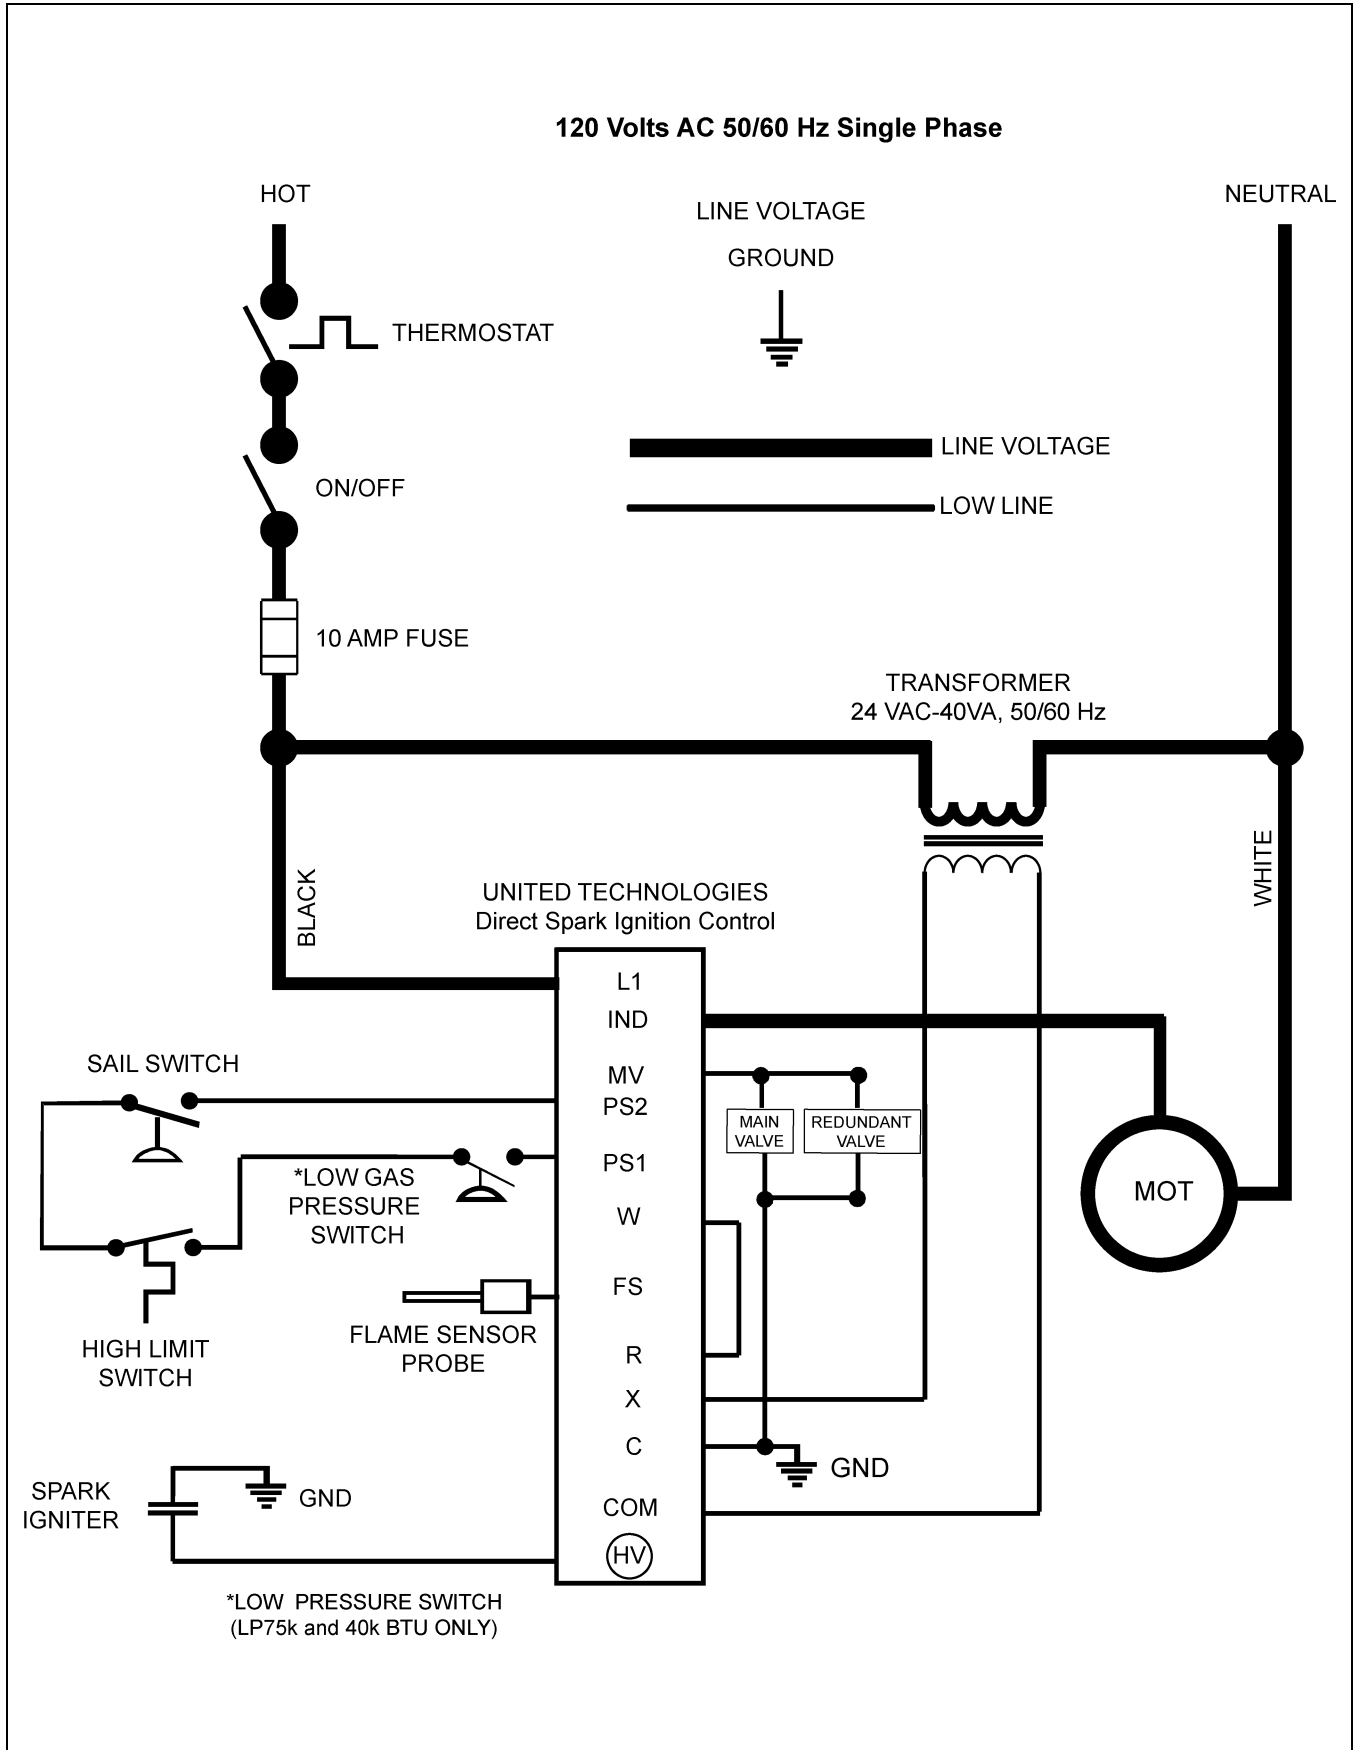 120 Volts AC 50/60 Hz Single Phase
HOT
NEUTRAL
LINE VOLTAGE
GROUND
THERMOSTAT
LINE VOLTAGE
ON/OFF
LOW LINE
10 AMP FUSE
TRANSFORMER
24 VAC-40VA, 50/60 Hz
BLACK
WHITE
UNITED TECHNOLOGIES
Direct Spark Ignition Control
L1
IND
SAIL SWITCH
MV
PS2
MAIN
VALVE
REDUNDANT
VALVE
PS1
*LOW GAS
PRESSURE
SWITCH
MOT
W
FS
FLAME SENSOR
PROBE
HIGH LIMIT
SWITCH
R
X
C
GND
SPARK
IGNITER
GND
COM
HV
*LOW PRESSURE SWITCH
(LP75k and 40k BTU ONLY)